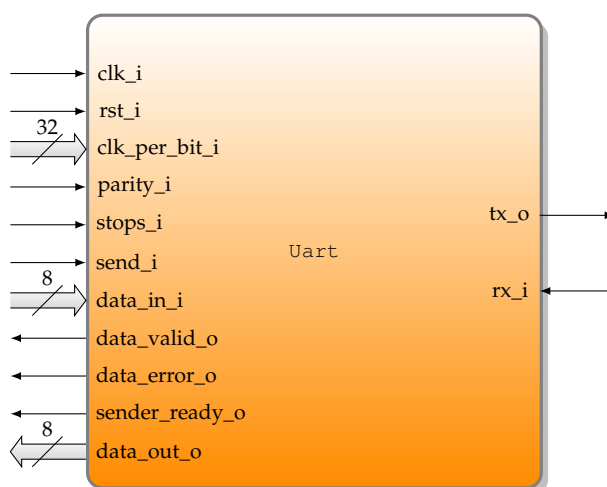 clk_i
rst_i
32
clk_per_bit_i
parity_i
stops_i
send_i
8
data_in_i
data_valid_o
data_error_o
sender_ready_o
8
data_out_o
Uart
tx_o
rx_i